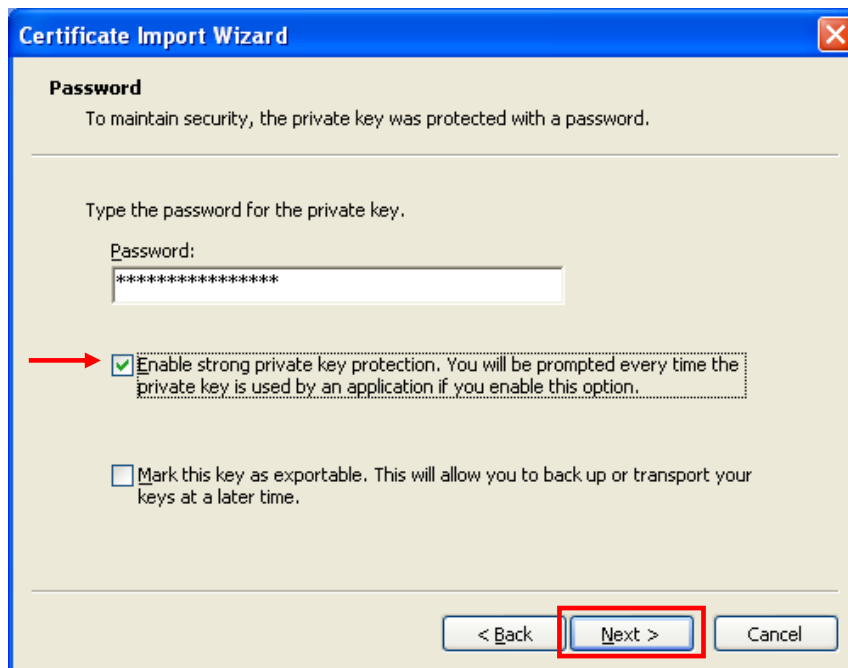 Certificate Import Wizard
Password
To maintain security, the private key was protected with a password.
Type the password for the private key.
Password:
****************
Enable strong private key protection. You will be prompted every time the
private key is used by an application if you enable this option.
Mark this key as exportable. This will allow you to back up or transport your
keys at a later time.
< Back
Next >
Cancel